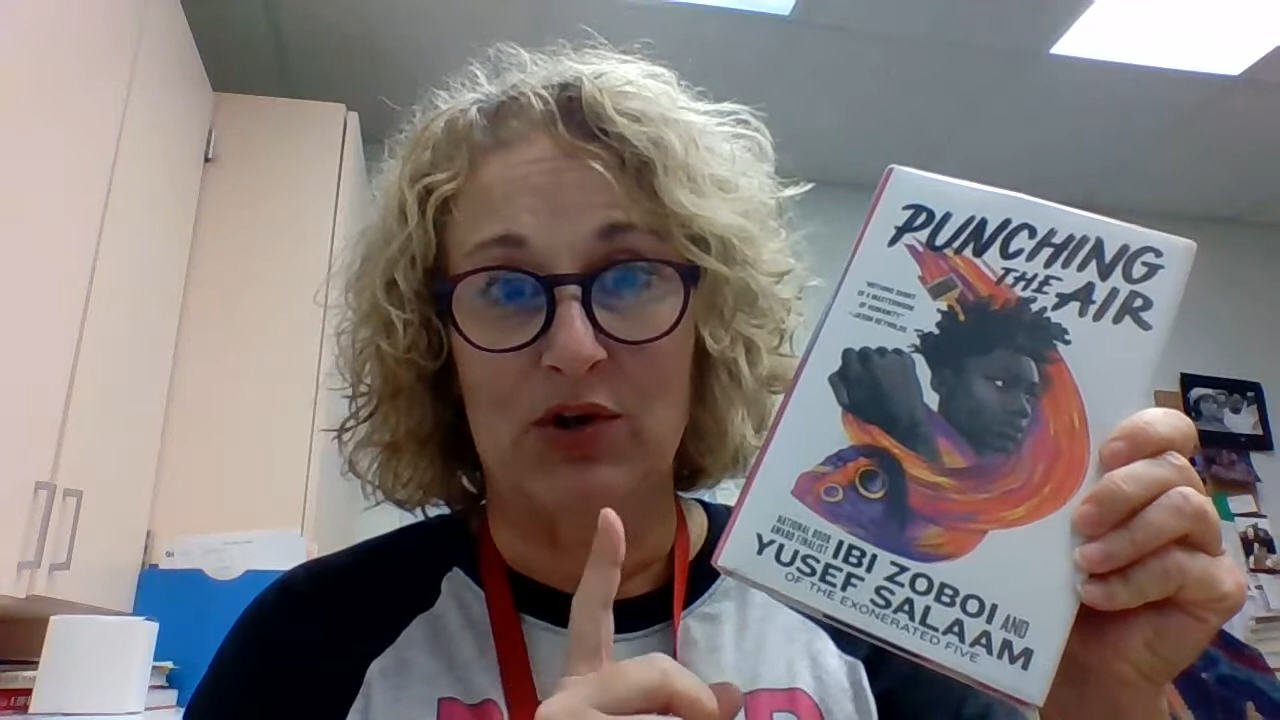 PUNCHING
THE
AIR
"NOTHING SHORT
OF A MASTERWORK
OF HUMANITY."
—JASON REYNOLDS
NATIONAL BOOK
AWARD FINALIST
IBI ZOBOI AND
YUSEF SALAAM
OF THE EXONERATED FIVE